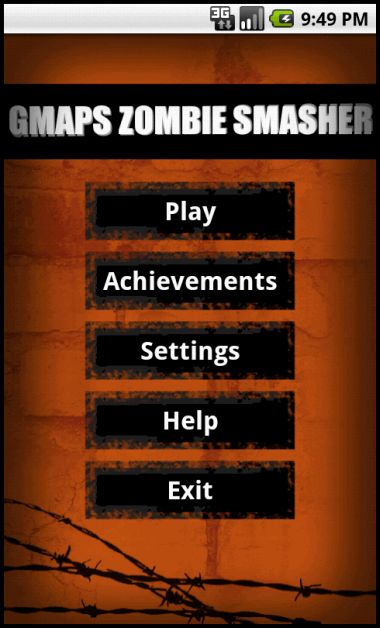 3G 9:49 PM
GMAPS ZOMBIE SMASHER
Play
Achievements
Settings
Help
Exit